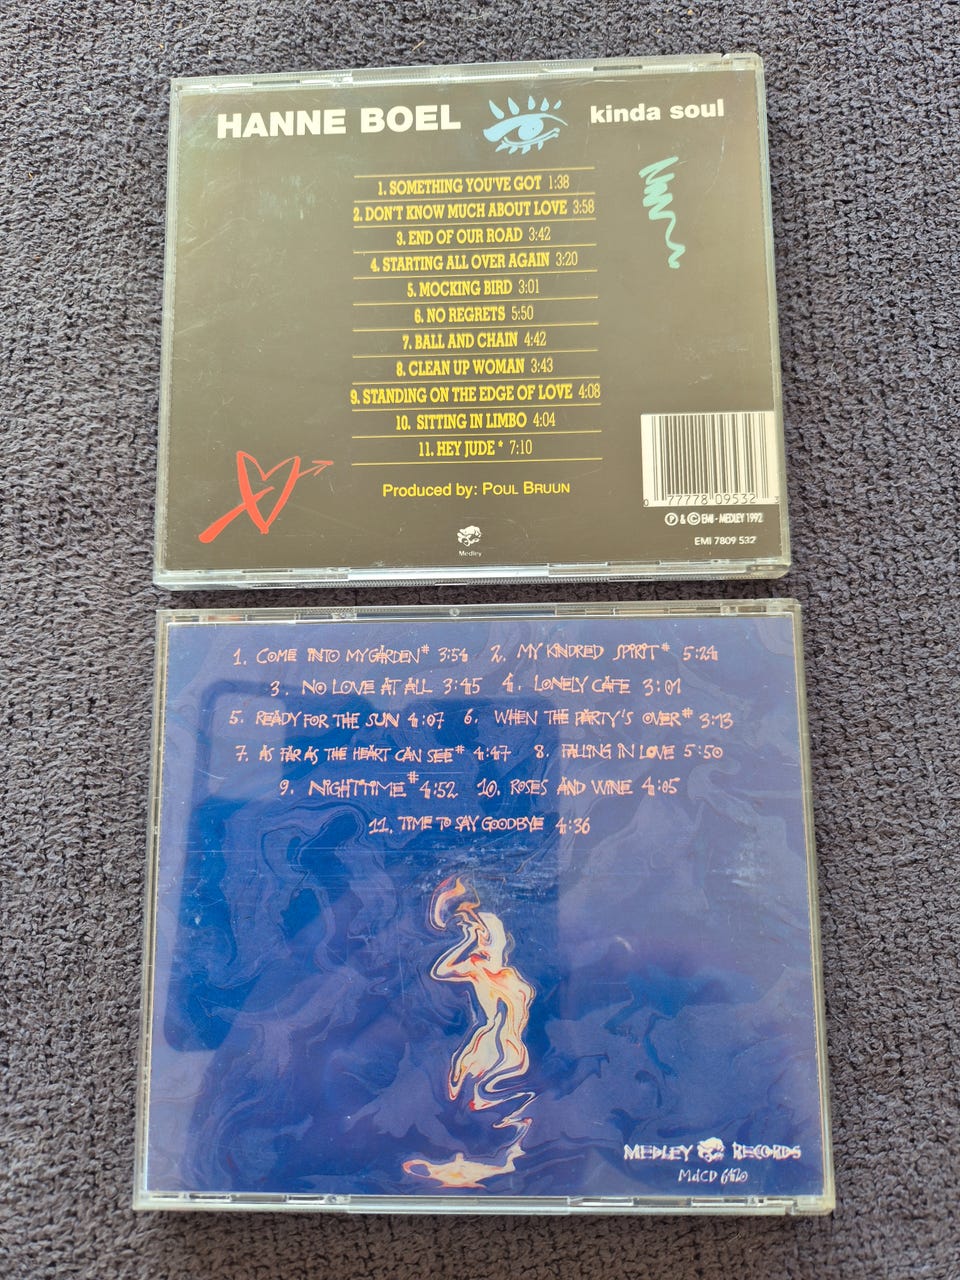 HANNE BOEL kinda soul
1. SOMETHING YOU'VE GOT 1:38
2. DON'T KNOW MUCH ABOUT LOVE 3:58
3. END OF OUR ROAD 3:42
4. STARTING ALL OVER AGAIN 3:20
5. MOCKING BIRD 3:01
6. NO REGRETS 5:50
7. BALL AND CHAIN 4:42
8. CLEAN UP WOMAN 3:43
9. STANDING ON THE EDGE OF LOVE 4:08
10. SITTING IN LIMBO 4:04
11. HEY JUDE * 7:10
Produced by: POUL BRUUN
0 77778 09532 3
Ⓟ & © EMI - MEDLEY 1992
EMI 7809 532
Medley
1. COME INTO MY GARDEN# 3:54 2. MY KINDRED SPIRIT* 5:24
3. NO LOVE AT ALL 3:45 4. LONELY CAFE 3:01
5. READY FOR THE SUN 4:07 6. WHEN THE PARTY'S OVER# 3:13
7. AS FAR AS THE HEART CAN SEE# 4:47 8. FALLING IN LOVE 5:50
9. NIGHTTIME# 4:52 10. ROSES AND WINE 4:05
11. TIME TO SAY GOODBYE 4:36
MEDLEY RECORDS
MdCD 6420